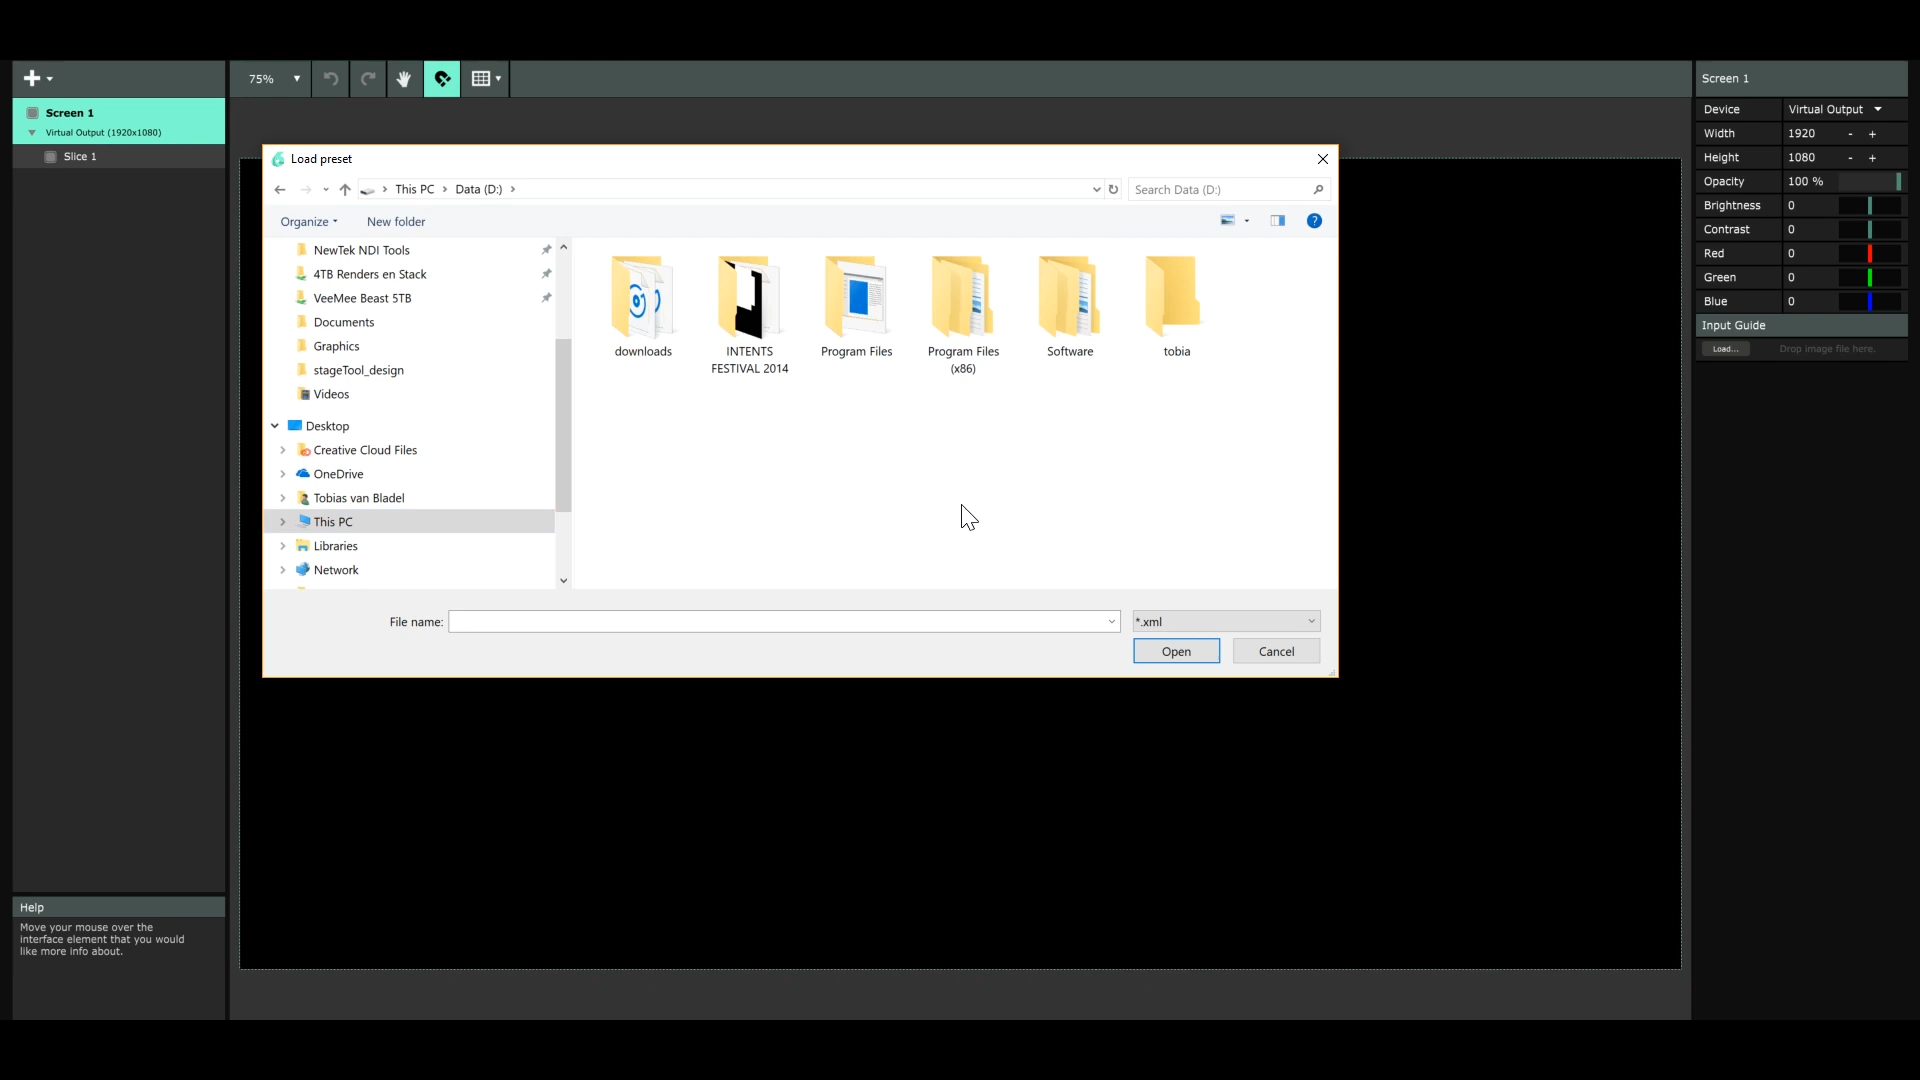 75%
Screen 1
Virtual Output (1920x1080)
Slice 1
Load preset
This PC
Data (D:)
Search Data (D:)
Organize
New folder
NewTek NDI Tools
4TB Renders en Stack
VeeMee Beast 5TB
Documents
Graphics
stageTool_design
Videos
Desktop
Creative Cloud Files
OneDrive
Tobias van Bladel
This PC
Libraries
Network
downloads
INTENTS
FESTIVAL 2014
Program Files
Program Files
(x86)
Software
tobia
File name:
*.xml
Open
Cancel
Screen 1
Device Virtual Output
Width 1920 - +
Height 1080 - +
Opacity 100 %
Brightness 0
Contrast 0
Red 0
Green 0
Blue 0
Input Guide
Load... Drop image file here.
Help
Move your mouse over the
interface element that you would
like more info about.